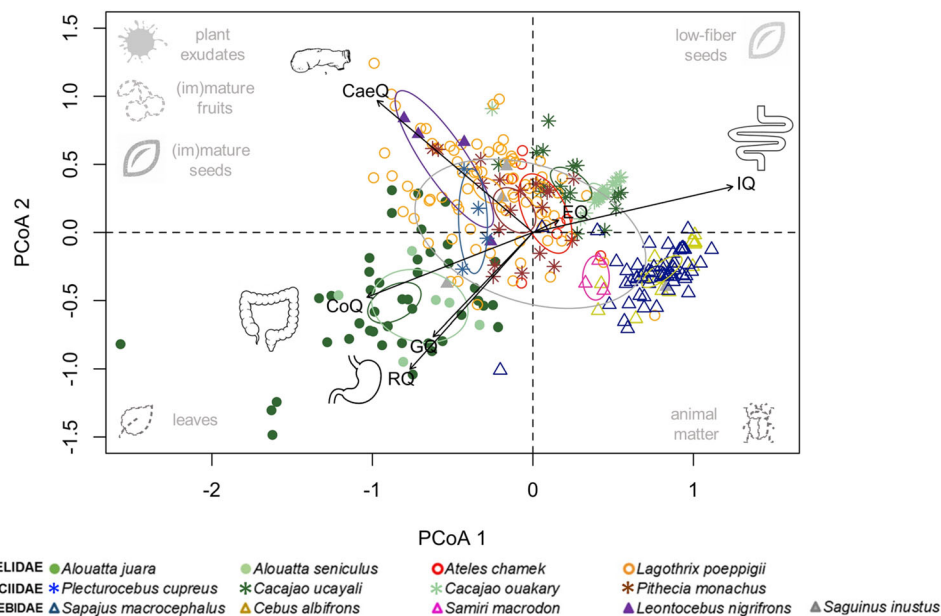 plant
exudates
(im)mature
fruits
(im)mature
seeds
low-fiber
seeds
CaeQ
IQ
EQ
CoQ
GQ
RQ
leaves
animal
matter
1.5
1.0
0.5
0.0
-0.5
-1.0
-1.5
PCoA 2
-2 -1 0 1
PCoA 1
ELIDAE Alouatta juara Alouatta seniculus Ateles chamek Lagothrix poeppigii
CIIDAE Plecturocebus cupreus Cacajao ucayali Cacajao ouakary Pithecia monachus
EBIDAE Sapajus macrocephalus Cebus albifrons Samiri macrodon Leontocebus nigrifrons Saguinus inustus